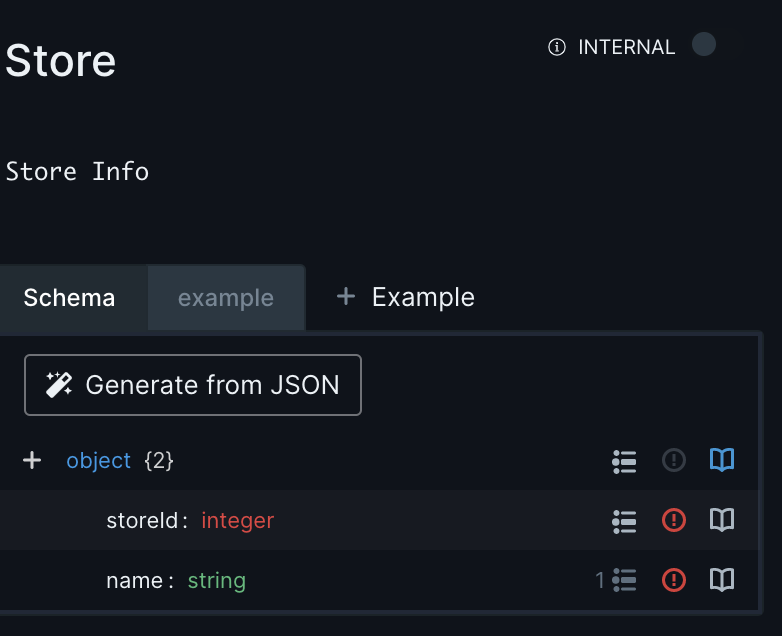 Store
INTERNAL
Store Info
Schema example + Example
Generate from JSON
+ object {2}
storeId: integer
name: string 1